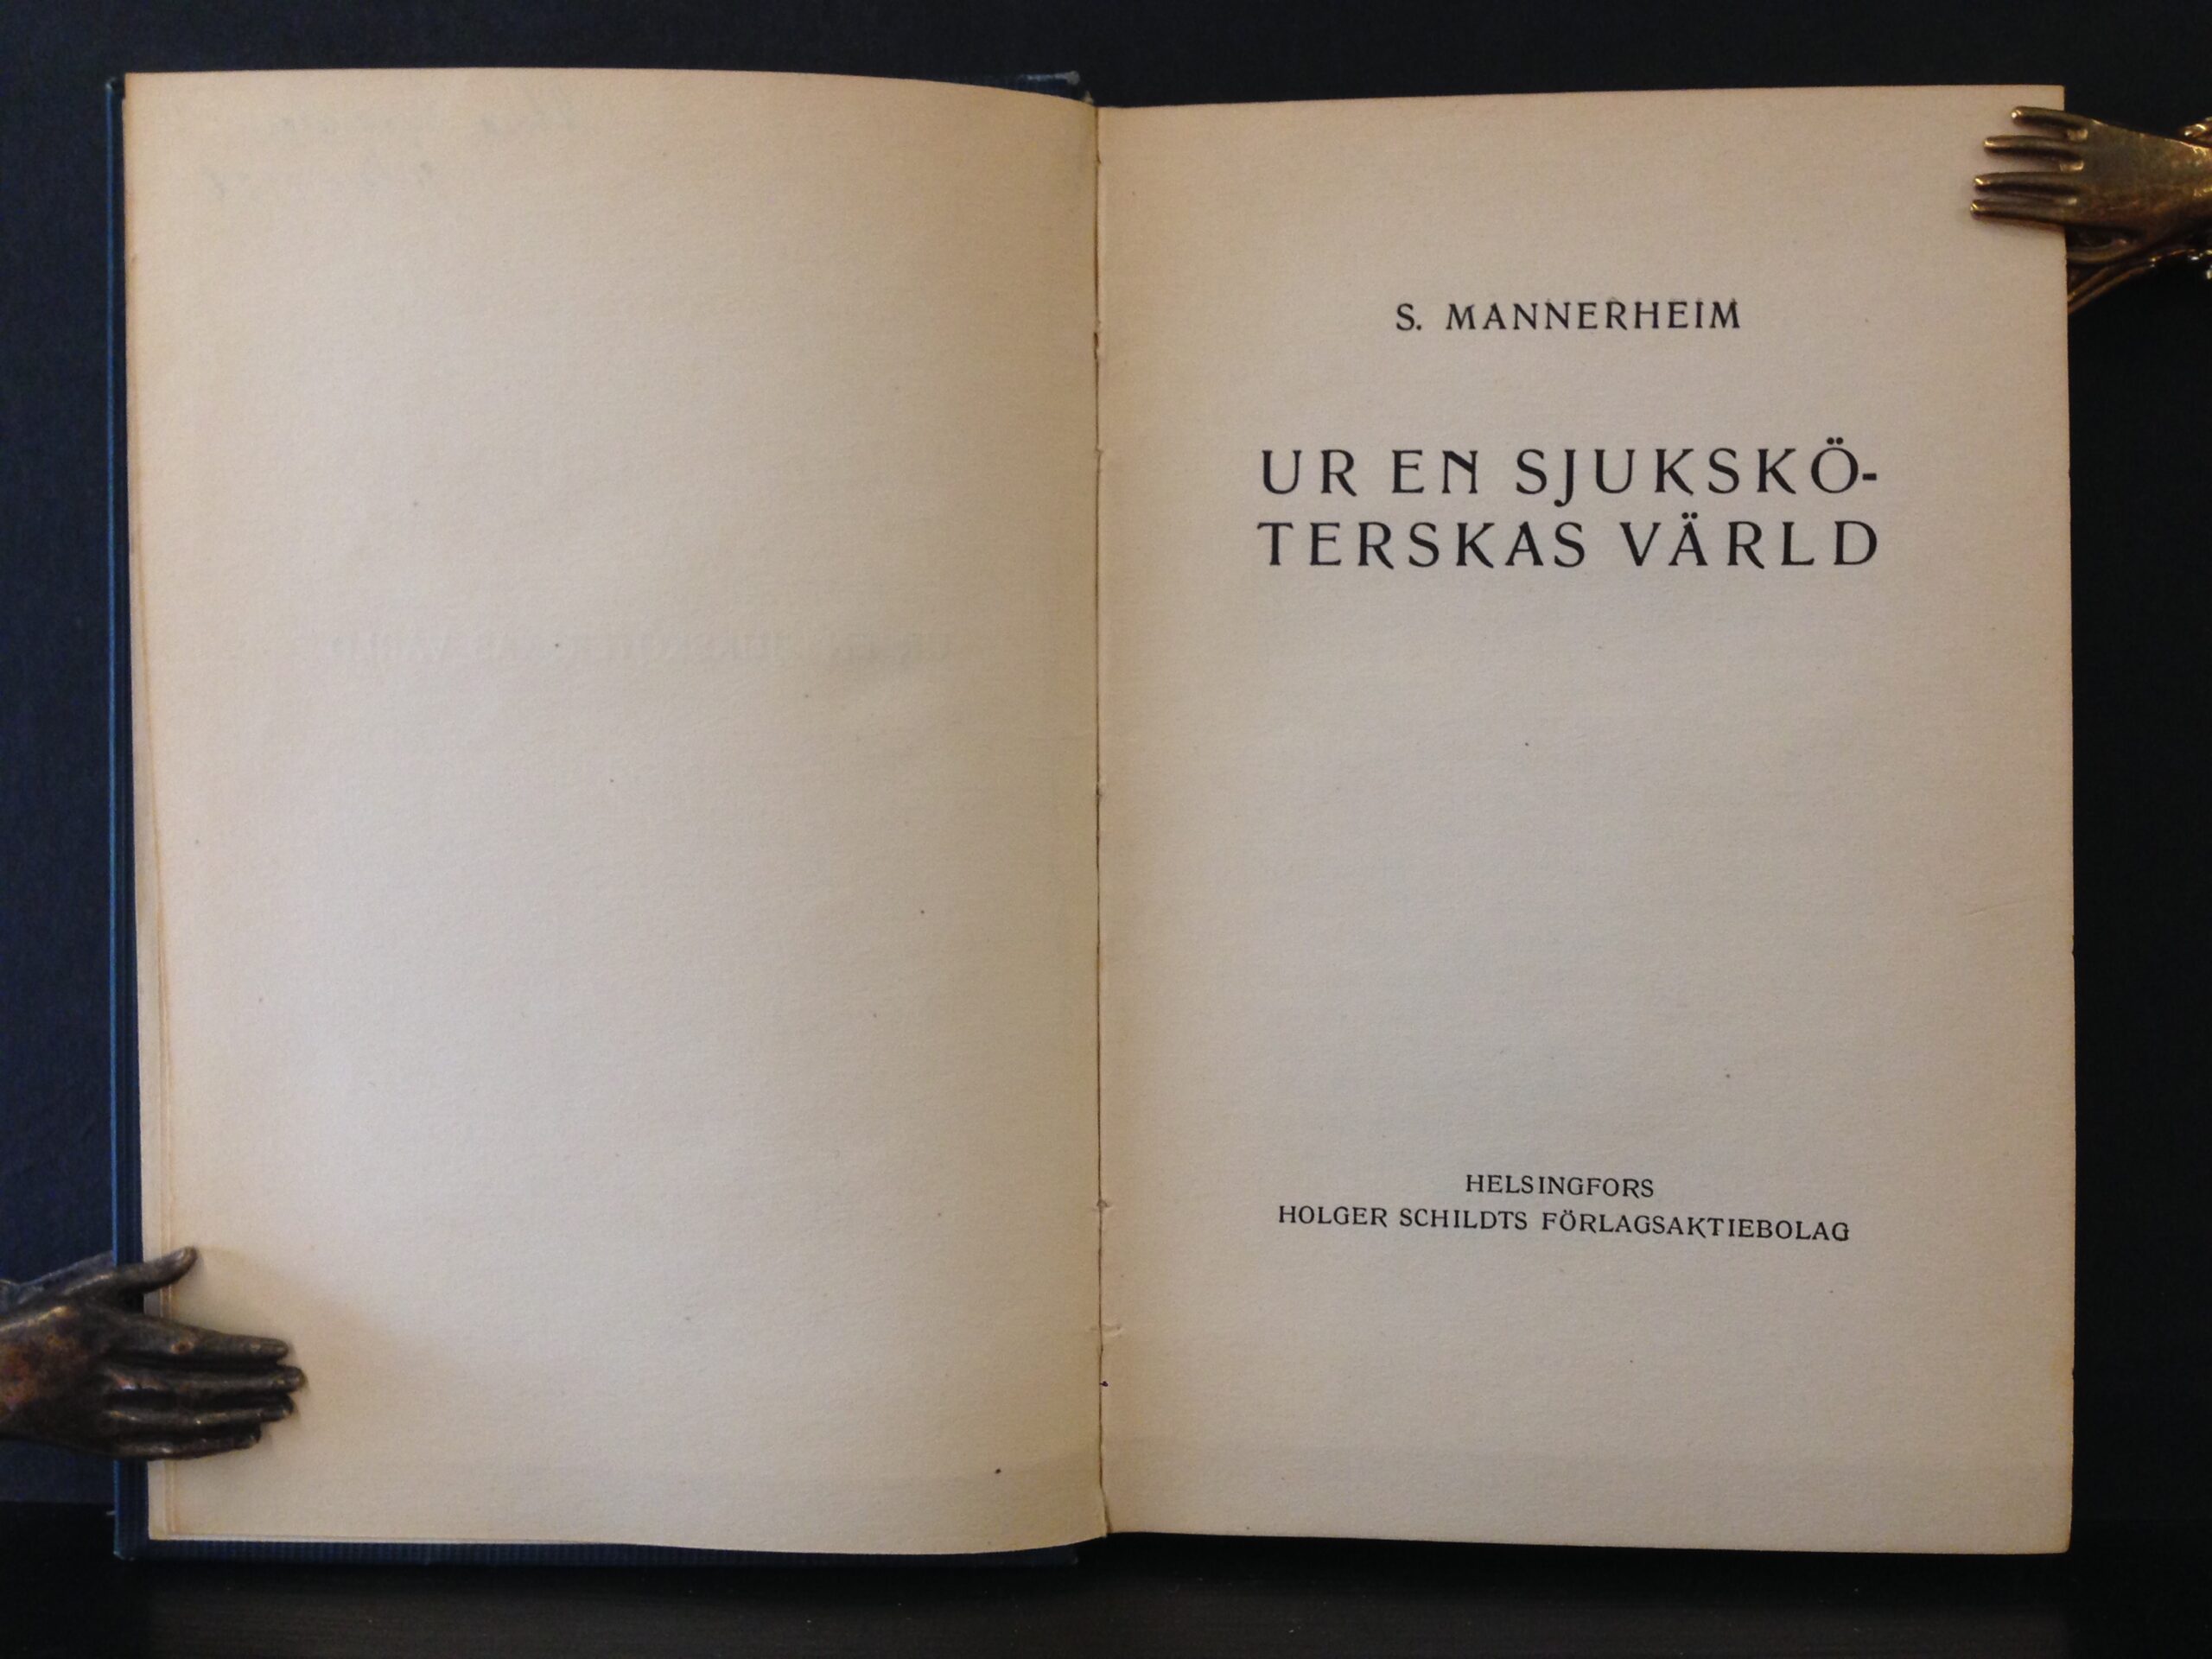 S. MANNERHEIM
UR EN SJUKSKÖ-
TERSKAS VÄRLD
HELSINGFORS
HOLGER SCHILDTS FÖRLAGSAKTIEBOLAG